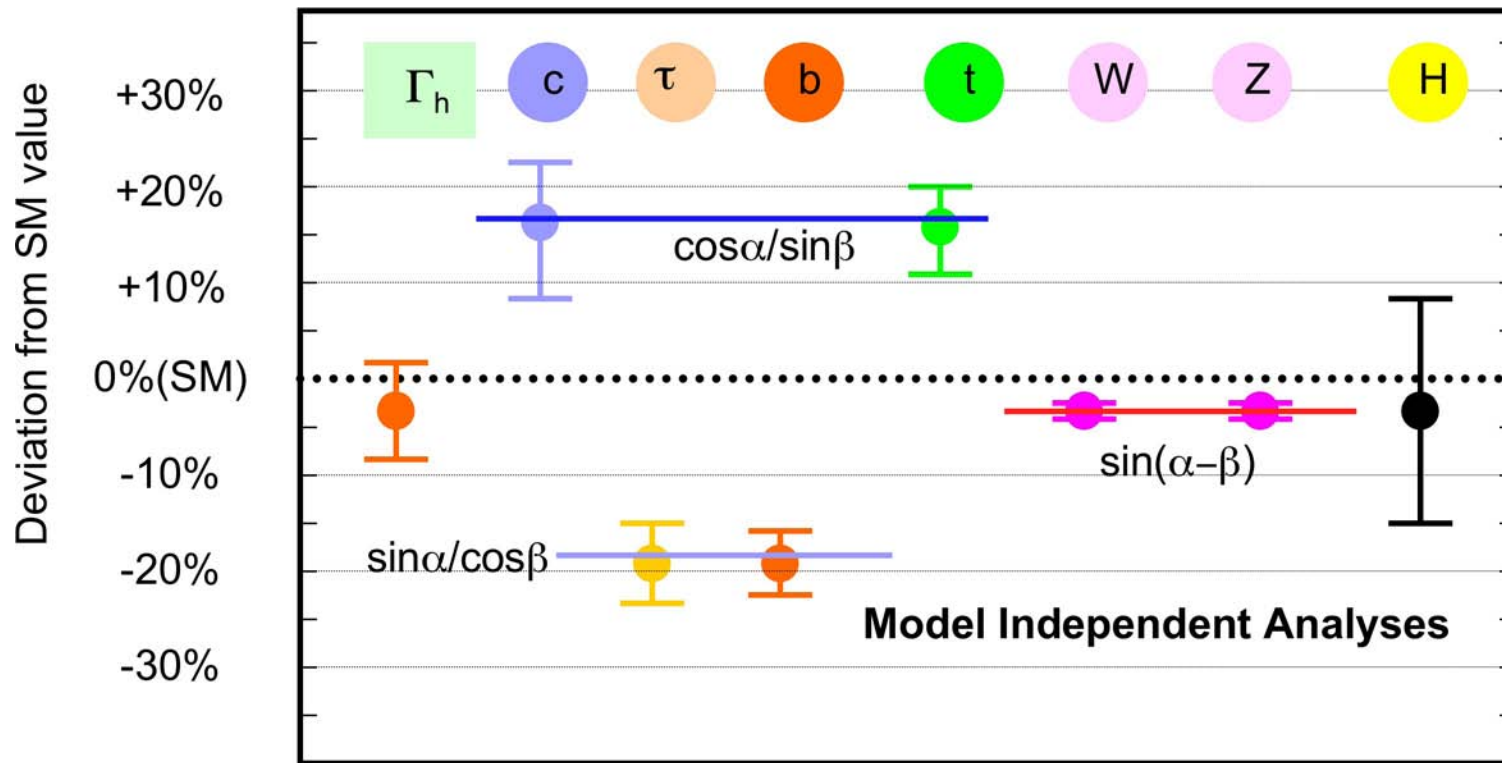 Deviation from SM value
+30%
+20%
+10%
0%(SM)
-10%
-20%
-30%
Γh c τ b t W Z H
cosα/sinβ
sin(α−β)
sinα/cosβ
Model Independent Analyses